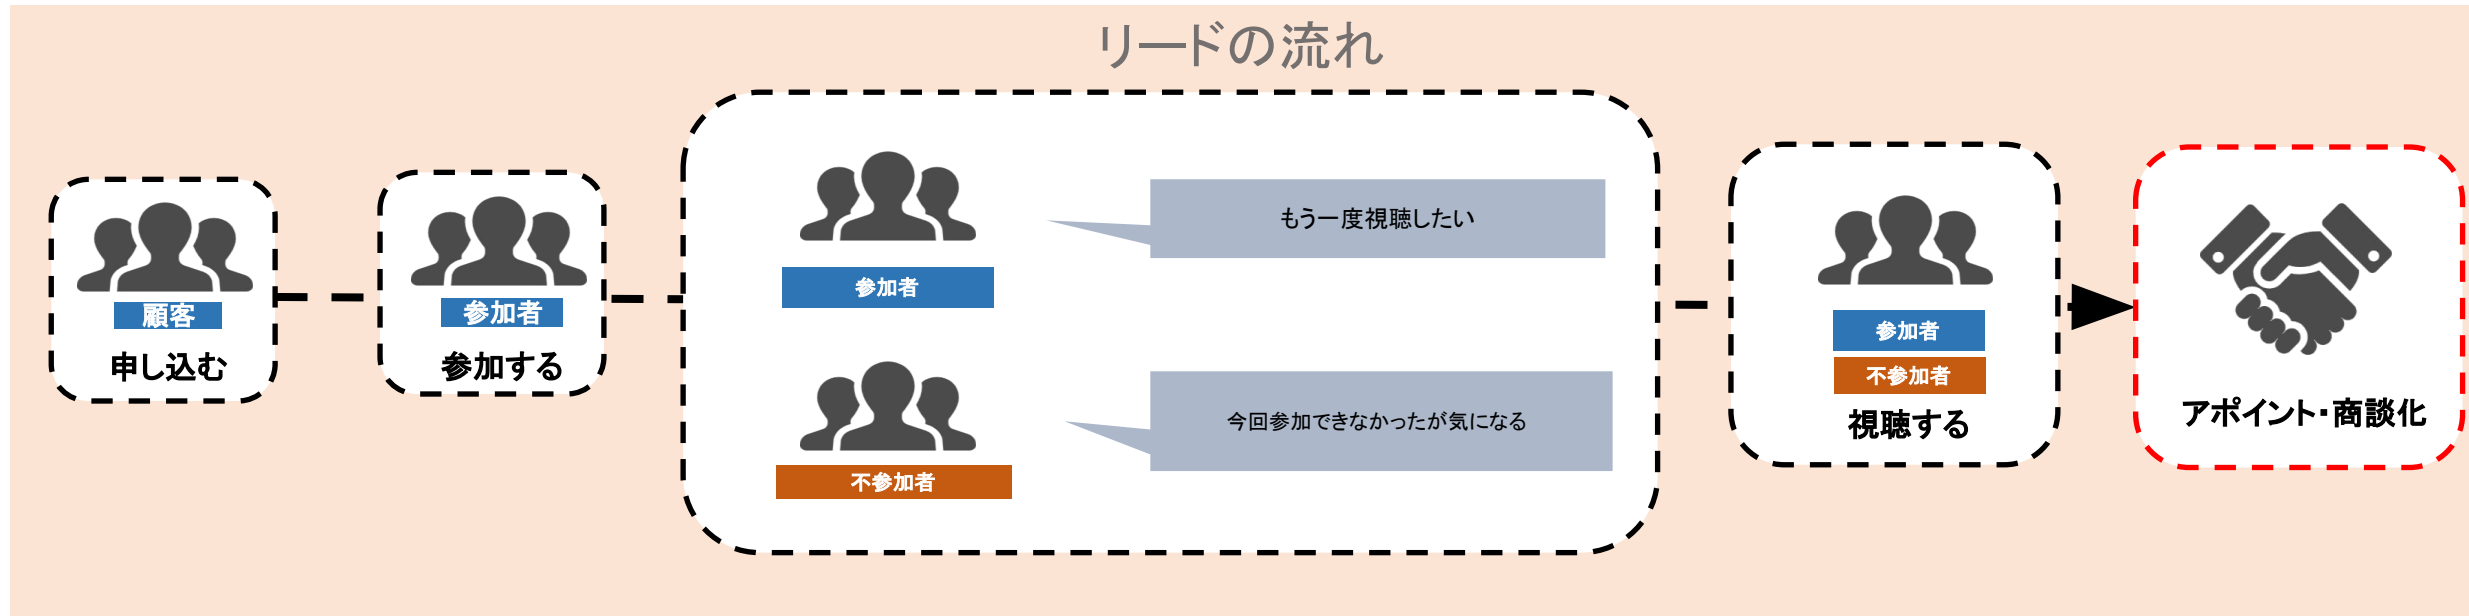 リードの流れ
顧客
申し込む
参加者
参加する
参加者
もう一度視聴したい
不参加者
今回参加できなかったが気になる
参加者
不参加者
視聴する
アポイント・商談化